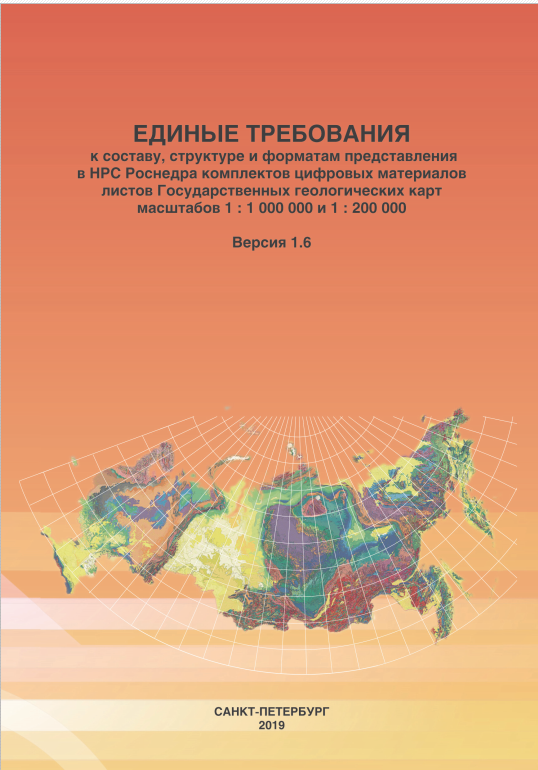 ЕДИНЫЕ ТРЕБОВАНИЯ
к составу, структуре и форматам представления
в НРС Роснедра комплектов цифровых материалов
листов Государственных геологических карт
масштабов 1 : 1 000 000 и 1 : 200 000
Версия 1.6
САНКТ-ПЕТЕРБУРГ
2019